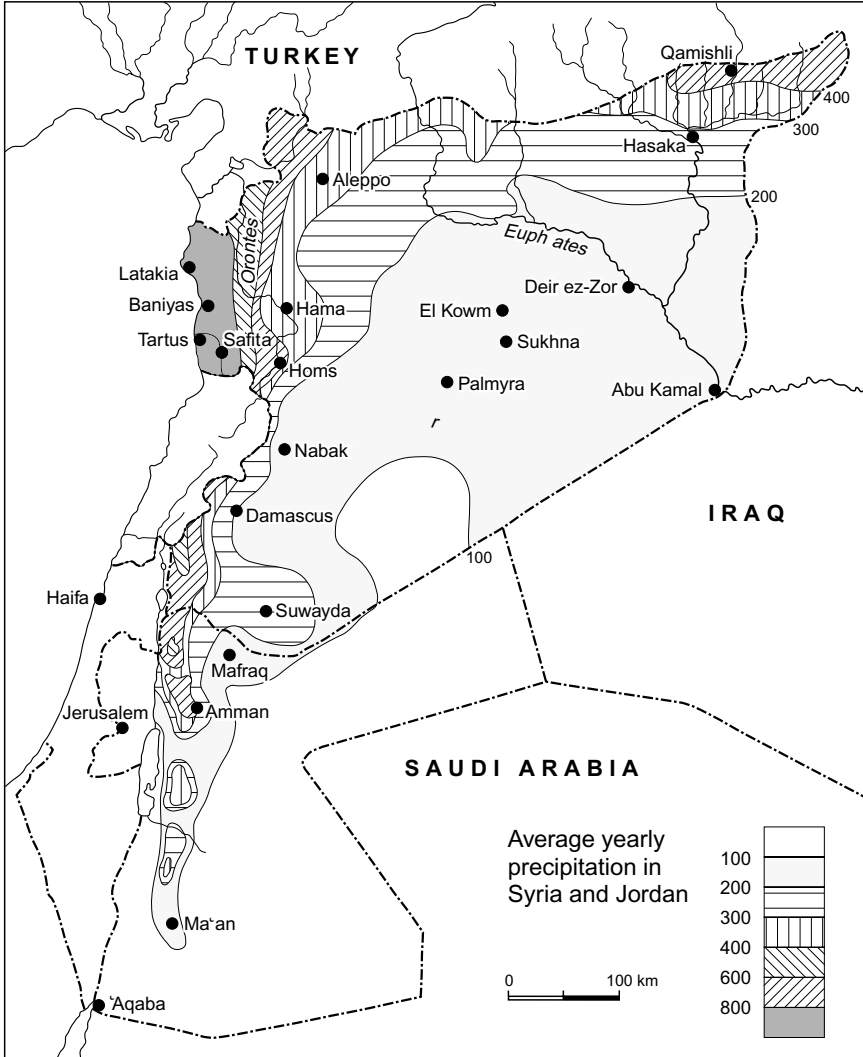 TURKEY
Qamishli
400
300
Hasaka
Aleppo
200
Orontes
Euph ates
Latakia
Deir ez-Zor
Baniyas
Hama
El Kowm
Tartus
Safita
Sukhna
Homs
Palmyra
Abu Kamal
r
Nabak
Damascus
IRAQ
100
Haifa
Suwayda
Mafraq
Jerusalem
Amman
SAUDI ARABIA
Average yearly
precipitation in
Syria and Jordan
100
200
300
400
600
800
Ma‘an
0 100 km
‘Aqaba